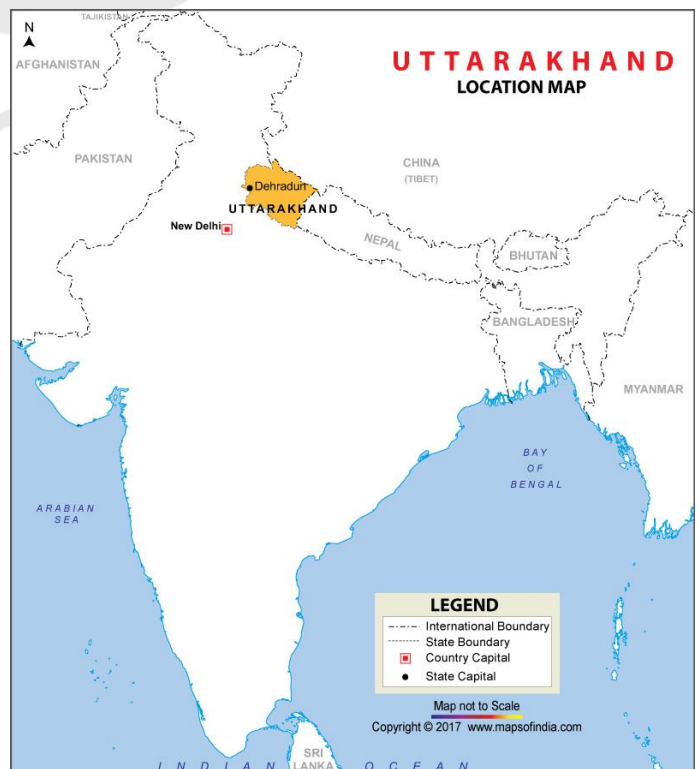 N
TAJIKISTAN
AFGHANISTAN
UTTARAKHAND
LOCATION MAP
PAKISTAN
CHINA
(TIBET)
Dehradun
UTTARAKHAND
New Delhi
NEPAL
BHUTAN
BANGLADESH
MYANMAR
BAY
OF
BENGAL
ARABIAN
SEA
LEGEND
International Boundary
State Boundary
Country Capital
State Capital
Map not to Scale
Copyright © 2017 www.mapsofindia.com
SRI
LANKA
INDIAN OCEAN